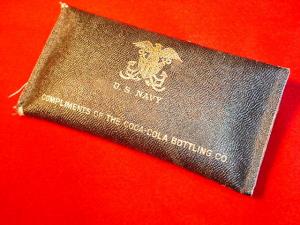 U.S. NAVY
COMPLIMENTS OF THE COCA-COLA BOTTLING CO.